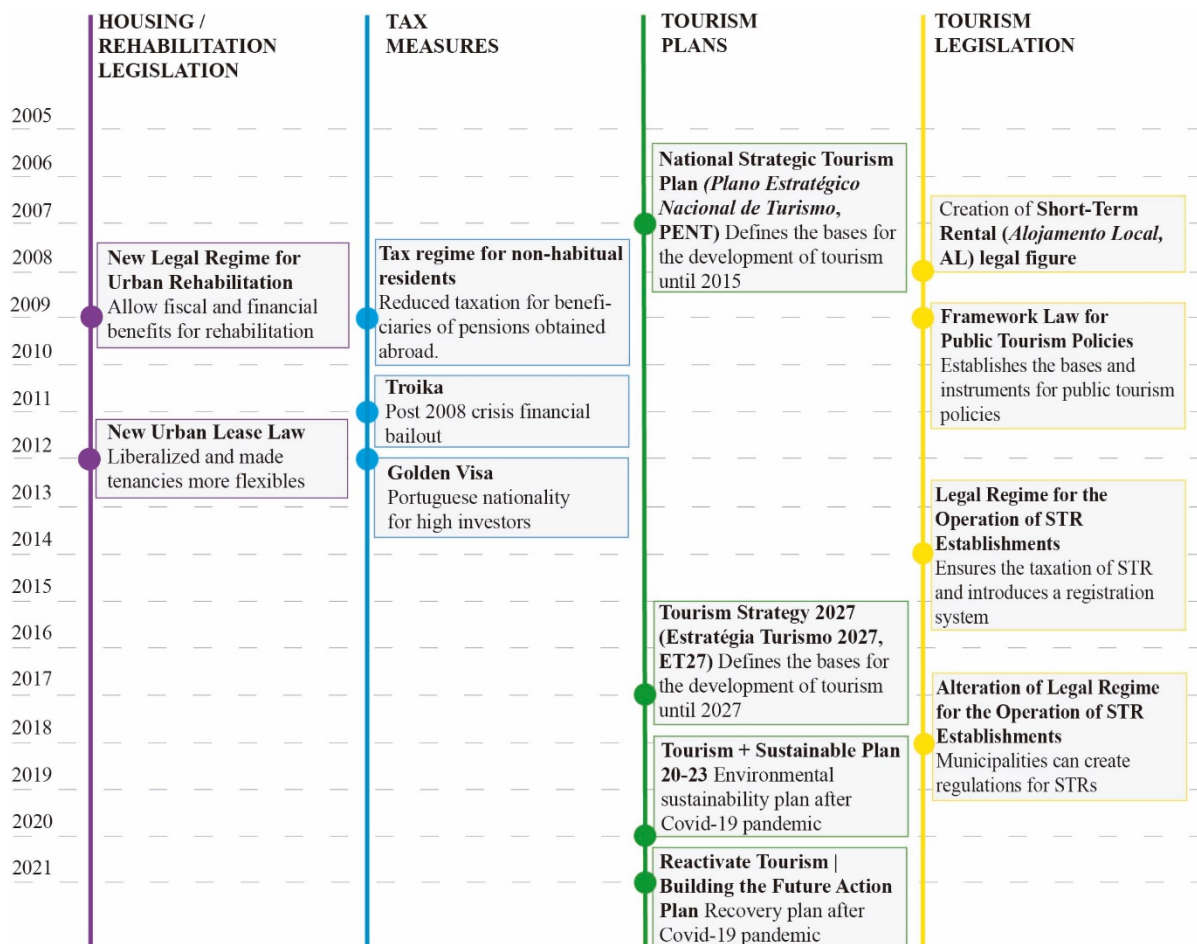 HOUSING /
REHABILITATION
LEGISLATION
TAX
MEASURES
TOURISM
PLANS
TOURISM
LEGISLATION
2005
2006
2007
2008
2009
2010
2011
2012
2013
2014
2015
2016
2017
2018
2019
2020
2021
New Legal Regime for
Urban Rehabilitation
Allow fiscal and financial
benefits for rehabilitation
New Urban Lease Law
Liberalized and made
tenancies more flexibles
Tax regime for non-habitual
residents
Reduced taxation for benefi-
ciaries of pensions obtained
abroad.
Troika
Post 2008 crisis financial
bailout
Golden Visa
Portuguese nationality
for high investors
National Strategic Tourism
Plan (Plano Estratégico
Nacional de Turismo,
PENT) Defines the bases for
the development of tourism
until 2015
Tourism Strategy 2027
(Estratégia Turismo 2027,
ET27) Defines the bases for
the development of tourism
until 2027
Tourism + Sustainable Plan
20-23 Environmental
sustainability plan after
Covid-19 pandemic
Reactivate Tourism |
Building the Future Action
Plan Recovery plan after
Covid-19 pandemic
Creation of Short-Term
Rental (Alojamento Local,
AL) legal figure
Framework Law for
Public Tourism Policies
Establishes the bases and
instruments for public tourism
policies
Legal Regime for the
Operation of STR
Establishments
Ensures the taxation of STR
and introduces a registration
system
Alteration of Legal Regime
for the Operation of STR
Establishments
Municipalities can create
regulations for STRs